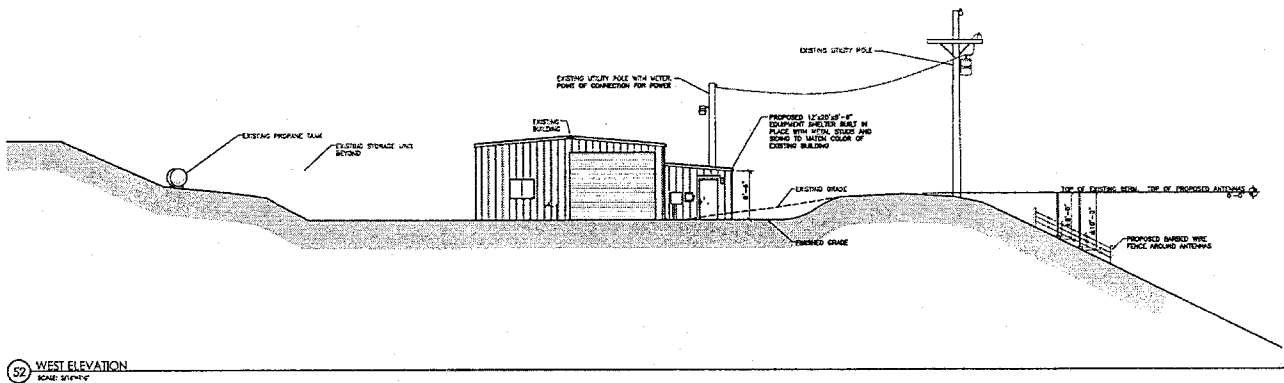 EXISTING UTILITY POLE
EXISTING UTILITY POLE WITH METER,
POINT OF CONNECTION FOR POWER
PROPOSED 12'x20'x8'-8"
EQUIPMENT SHELTER BUILT IN
PLACE WITH METAL STUDS AND
SIDING TO MATCH COLOR OF
EXISTING BUILDING
EXISTING
BUILDING
EXISTING PROPANE TANK
EXISTING STORAGE UNIT
BEYOND
EXISTING GRADE
TOP OF EXISTING BERM, TOP OF PROPOSED ANTENNAS
PROPOSED BARBED WIRE
FENCE AROUND ANTENNAS
FINISHED GRADE
52 WEST ELEVATION
SCALE: